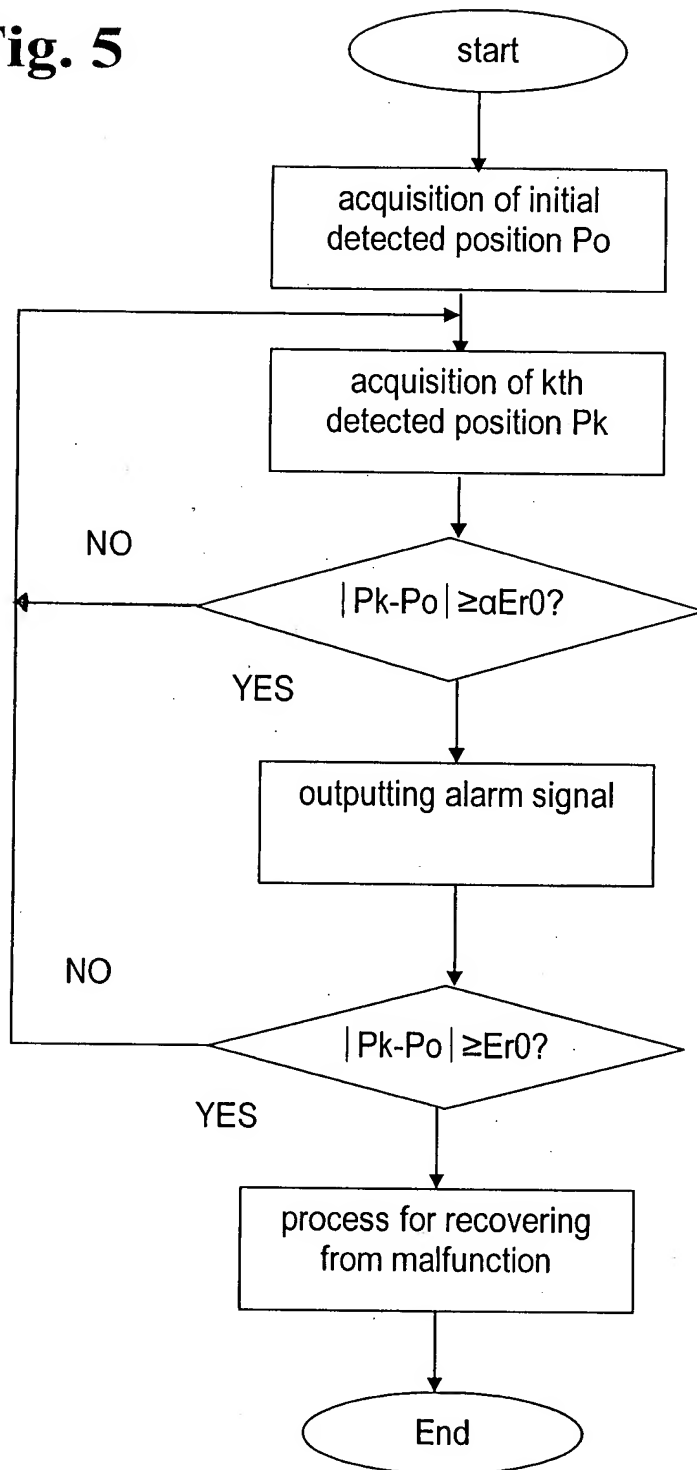 Fig. 5
start
acquisition of initial
detected position Po
acquisition of kth
detected position Pk
NO
|Pk-Po| ≥αEr0?
YES
outputting alarm signal
NO
|Pk-Po| ≥Er0?
YES
process for recovering
from malfunction
End